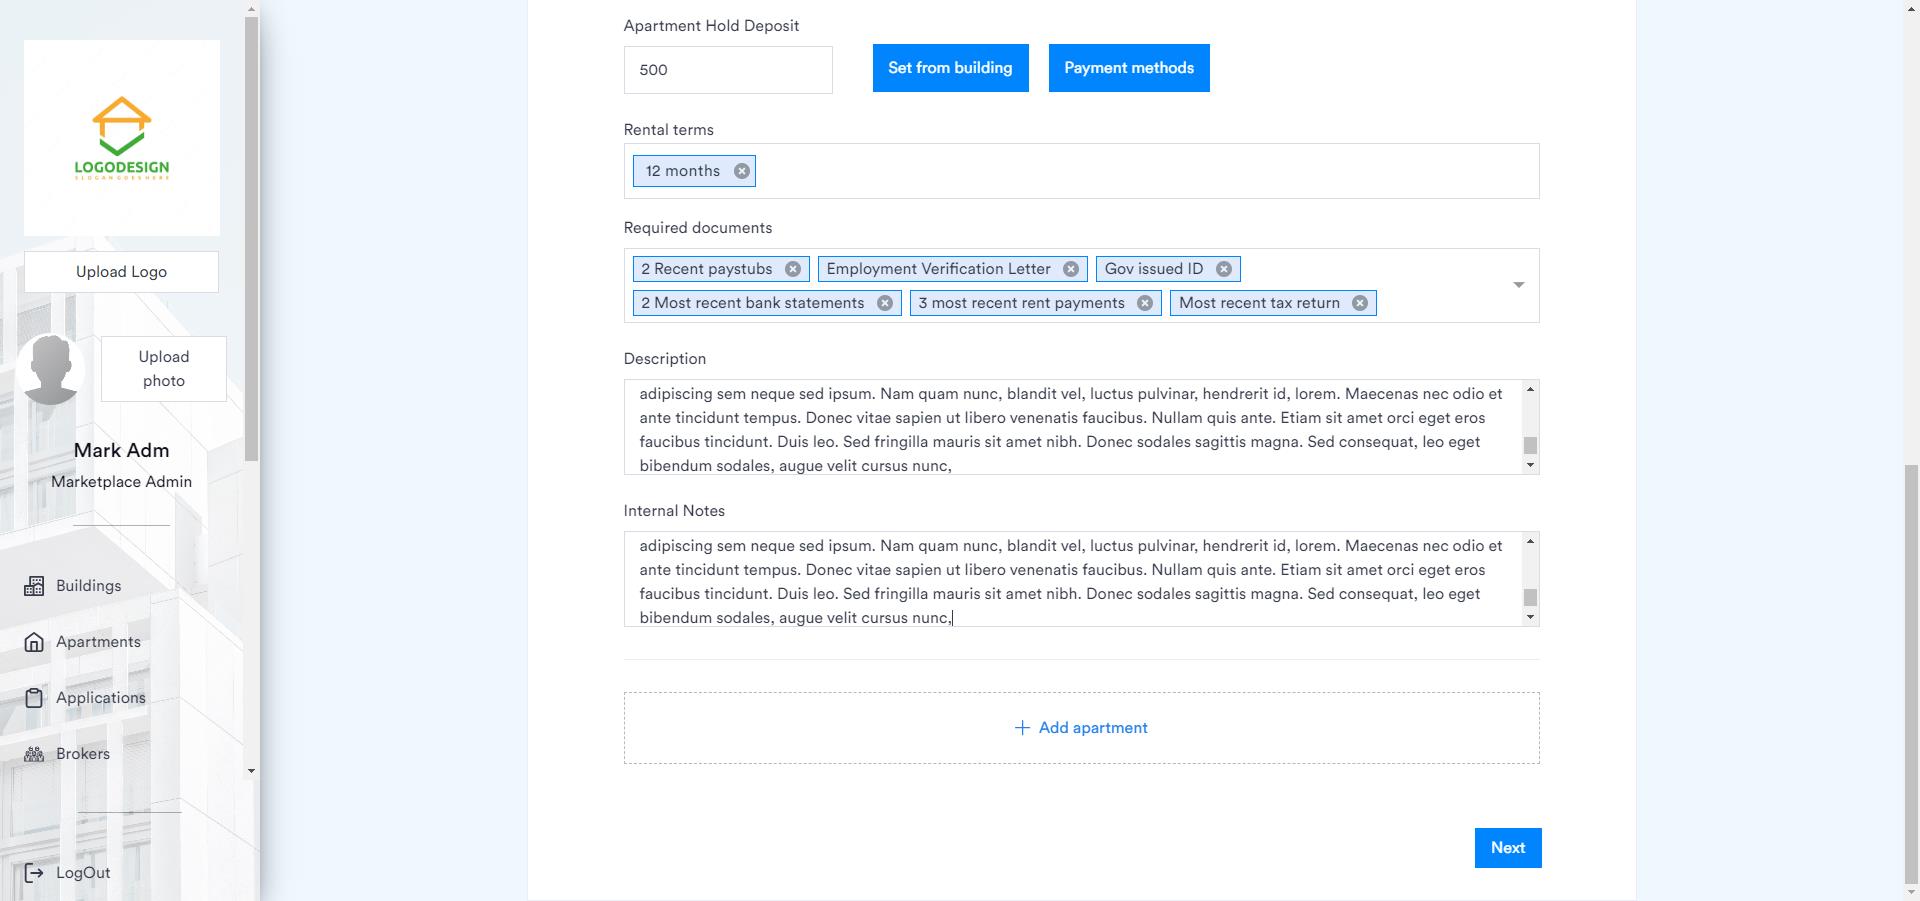 LOGODESIGN
SLOGANGOESHERE
Upload Logo
Upload
photo
Mark Adm
Marketplace Admin
Buildings
Apartments
Applications
Brokers
LogOut
Apartment Hold Deposit
500
Set from building
Payment methods
Rental terms
12 months
Required documents
2 Recent paystubs
Employment Verification Letter
Gov issued ID
2 Most recent bank statements
3 most recent rent payments
Most recent tax return
Description
adipiscing sem neque sed ipsum. Nam quam nunc, blandit vel, luctus pulvinar, hendrerit id, lorem. Maecenas nec odio et
ante tincidunt tempus. Donec vitae sapien ut libero venenatis faucibus. Nullam quis ante. Etiam sit amet orci eget eros
faucibus tincidunt. Duis leo. Sed fringilla mauris sit amet nibh. Donec sodales sagittis magna. Sed consequat, leo eget
bibendum sodales, augue velit cursus nunc,
Internal Notes
adipiscing sem neque sed ipsum. Nam quam nunc, blandit vel, luctus pulvinar, hendrerit id, lorem. Maecenas nec odio et
ante tincidunt tempus. Donec vitae sapien ut libero venenatis faucibus. Nullam quis ante. Etiam sit amet orci eget eros
faucibus tincidunt. Duis leo. Sed fringilla mauris sit amet nibh. Donec sodales sagittis magna. Sed consequat, leo eget
bibendum sodales, augue velit cursus nunc,
Add apartment
Next